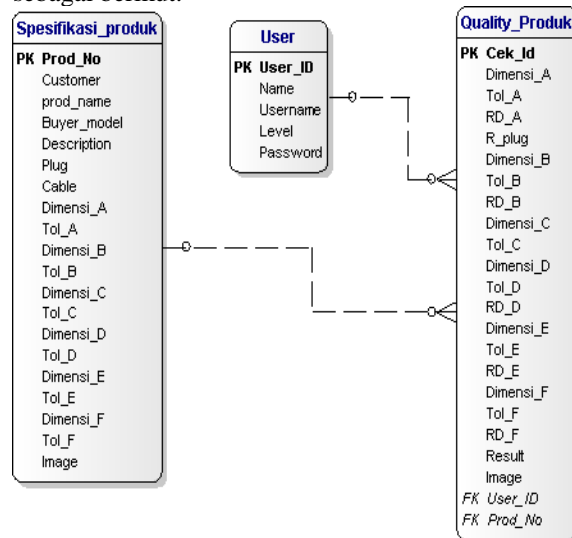 sebagai berikut:
Spesifikasi_produk
PK Prod_No
Customer
prod_name
Buyer_model
Description
Plug
Cable
Dimensi_A
Tol_A
Dimensi_B
Tol_B
Dimensi_C
Tol_C
Dimensi_D
Tol_D
Dimensi_E
Tol_E
Dimensi_F
Tol_F
Image
User
PK User_ID
Name
Username
Level
Password
Quality_Produk
PK Cek_Id
Dimensi_A
Tol_A
RD_A
R_plug
Dimensi_B
Tol_B
RD_B
Dimensi_C
Tol_C
Dimensi_D
Tol_D
RD_D
Dimensi_E
Tol_E
RD_E
Dimensi_F
Tol_F
RD_F
Result
Image
FK User_ID
FK Prod_No